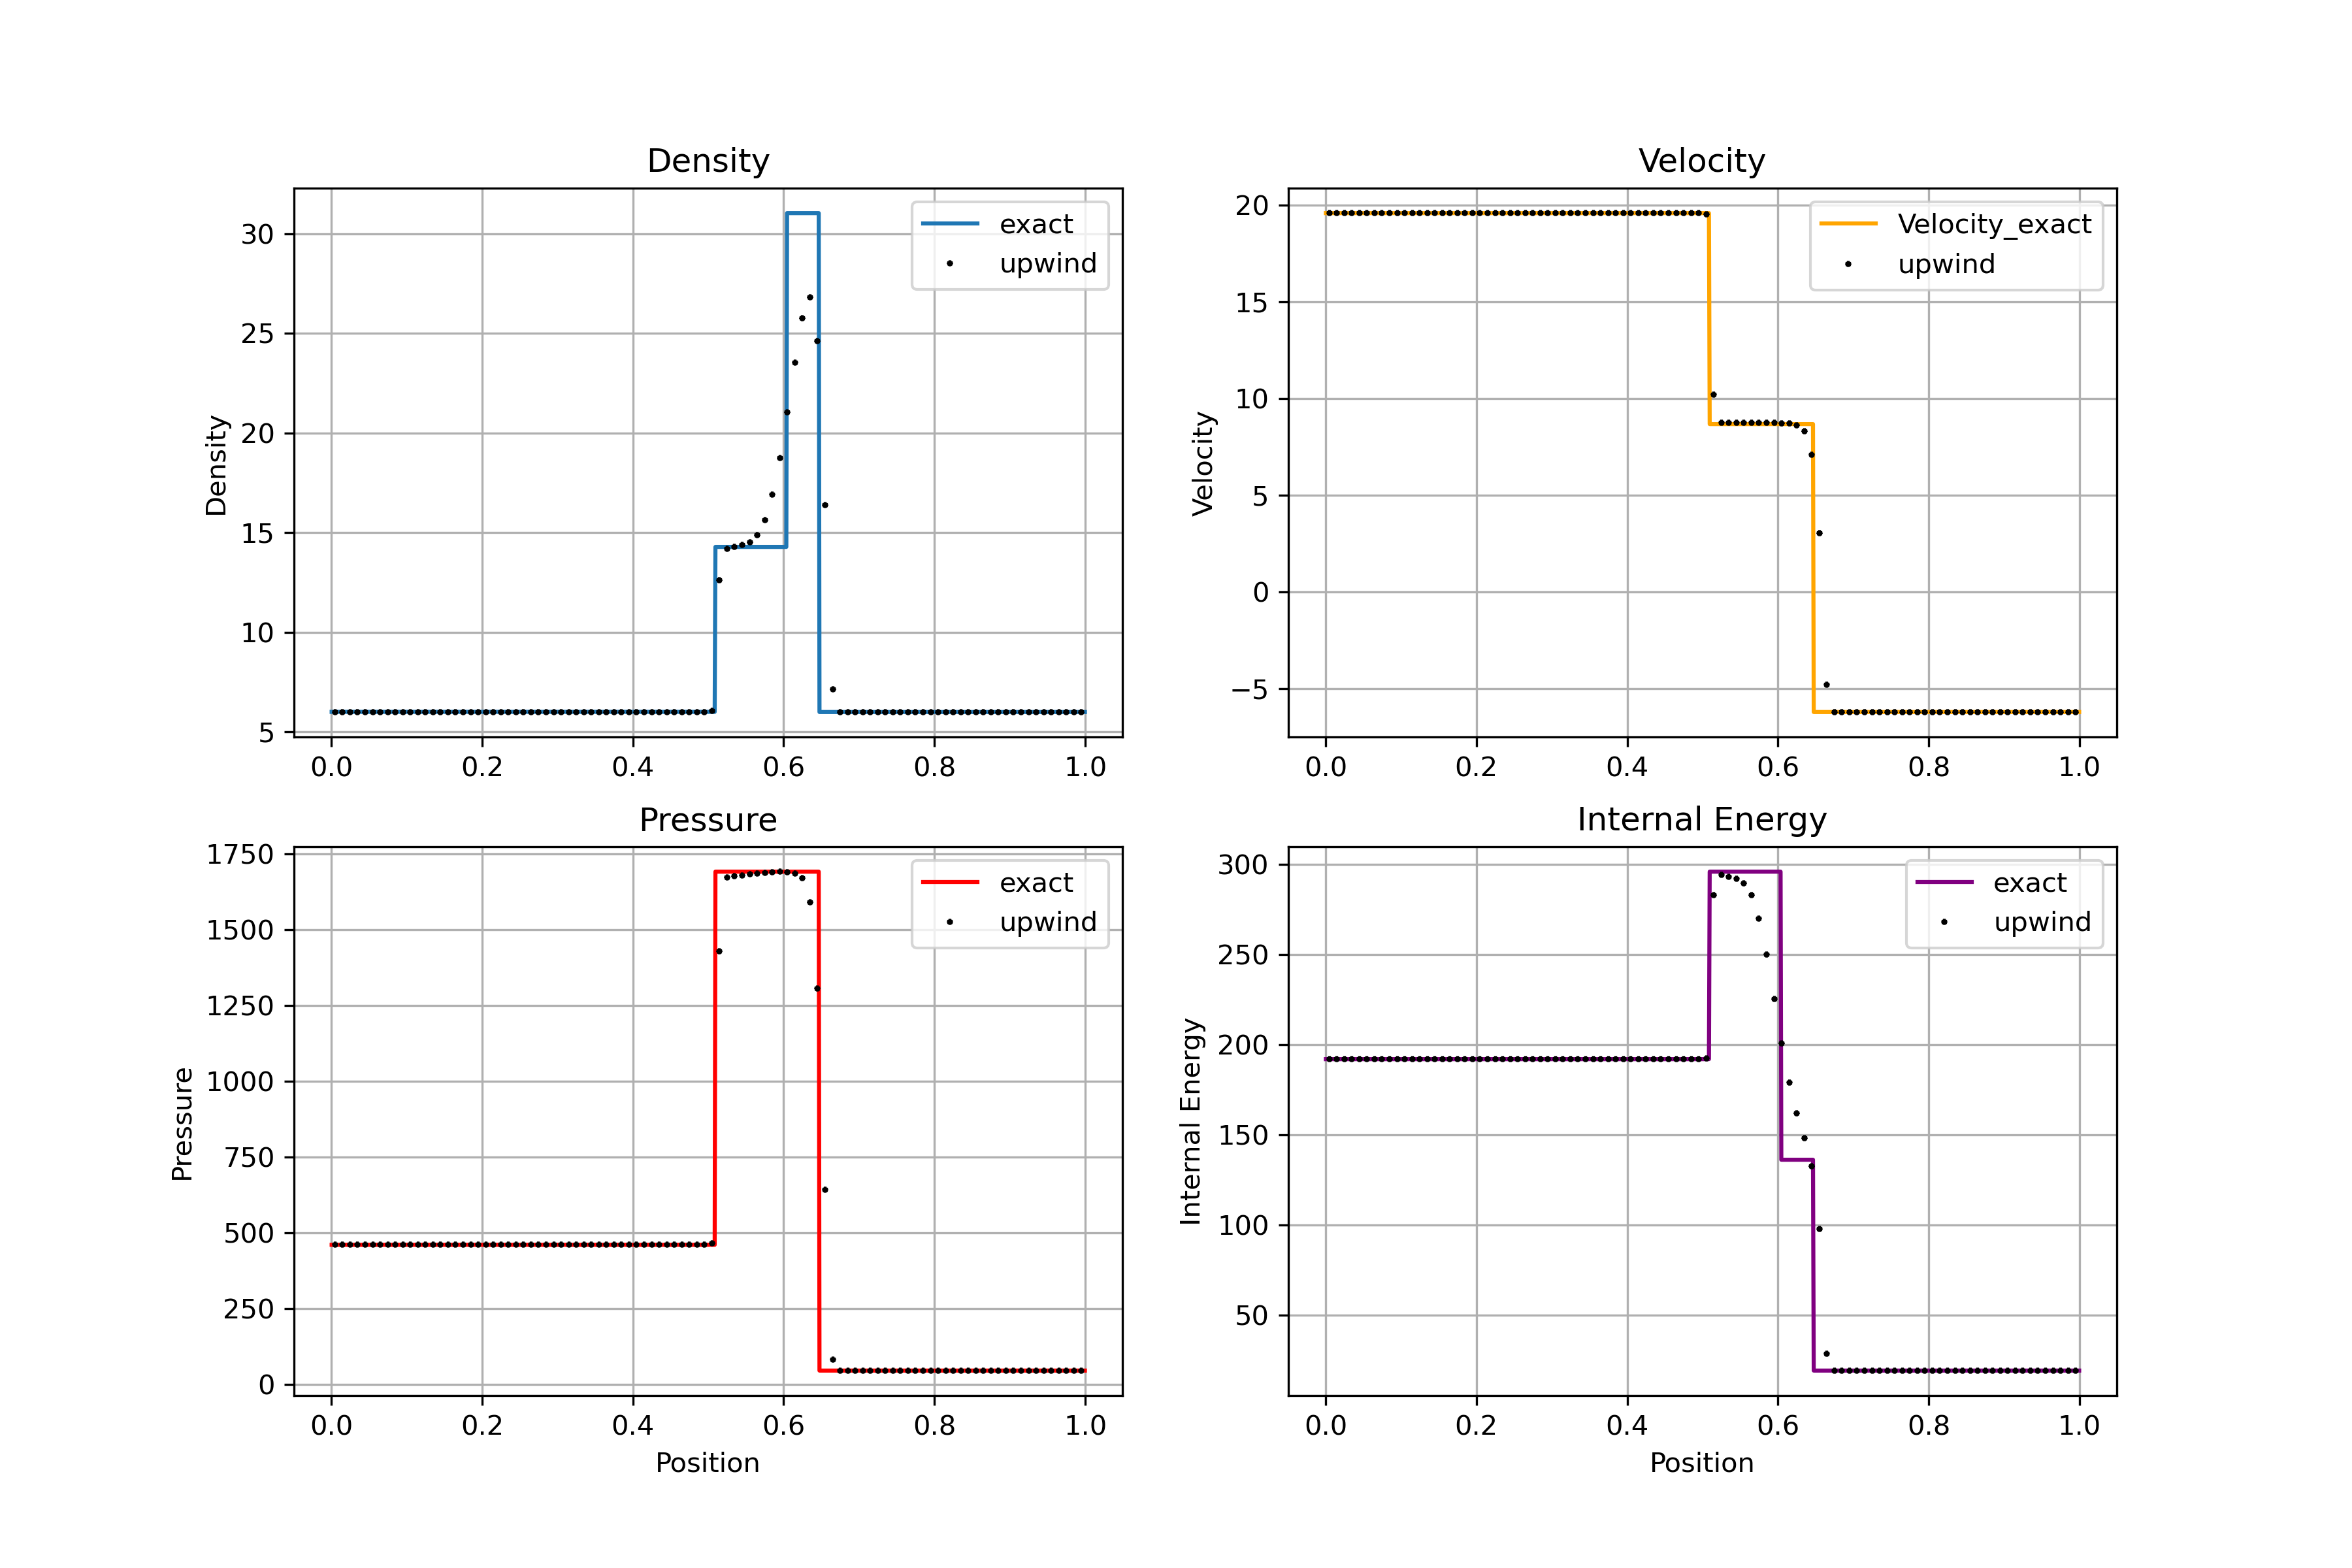 Density
Density
30
25
20
15
10
5
0.0 0.2 0.4 0.6 0.8 1.0
exact
upwind
Velocity
Velocity
20
15
10
5
0
−5
0.0 0.2 0.4 0.6 0.8 1.0
Velocity_exact
upwind
Pressure
Pressure
1750
1500
1250
1000
750
500
250
0
0.0 0.2 0.4 0.6 0.8 1.0
Position
exact
upwind
Internal Energy
Internal Energy
300
250
200
150
100
50
0.0 0.2 0.4 0.6 0.8 1.0
Position
exact
upwind